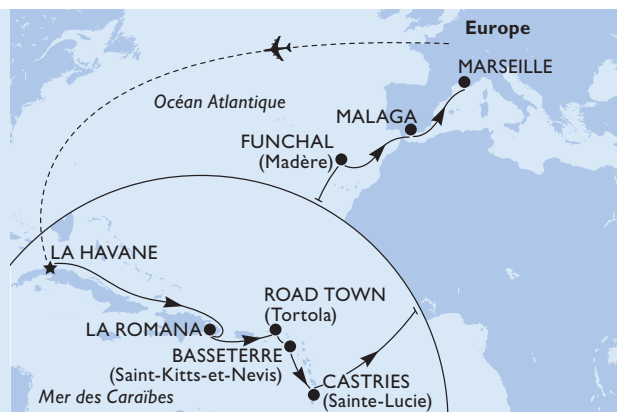 Europe
MARSEILLE
Océan Atlantique
MALAGA
FUNCHAL
(Madère)
LA HAVANE
ROAD TOWN
(Tortola)
LA ROMANA
BASSETERRE
(Saint-Kitts-et-Nevis)
CASTRIES
(Sainte-Lucie)
Mer des Caraïbes